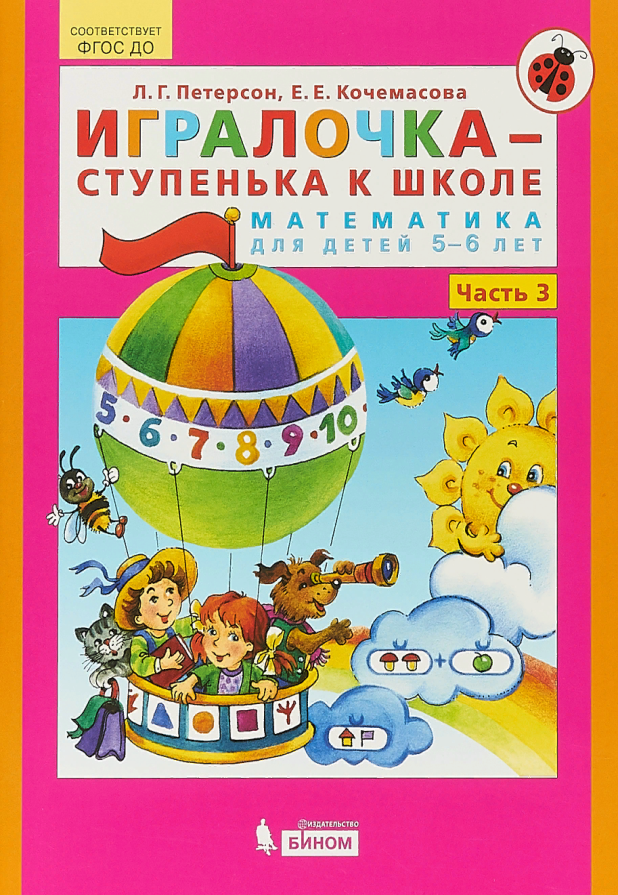 СООТВЕТСТВУЕТ
ФГОС ДО
Л. Г. Петерсон, Е. Е. Кочемасова
ИГРАЛОЧКА –
СТУПЕНЬКА К ШКОЛЕ
МАТЕМАТИКА
ДЛЯ ДЕТЕЙ 5–6 ЛЕТ
Часть 3
5 · 6 · 7 · 8 · 9 · 10
+
ИЗДАТЕЛЬСТВО
БИНОМ